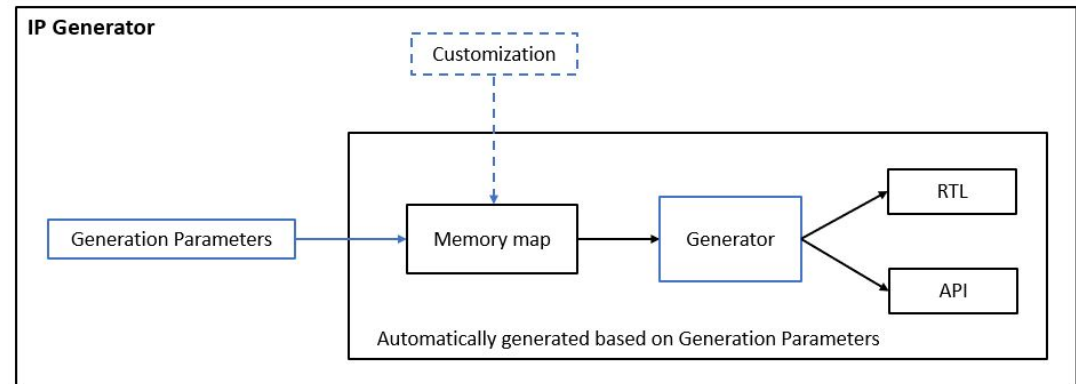 IP Generator
Customization
Generation Parameters
Memory map
Generator
RTL
API
Automatically generated based on Generation Parameters